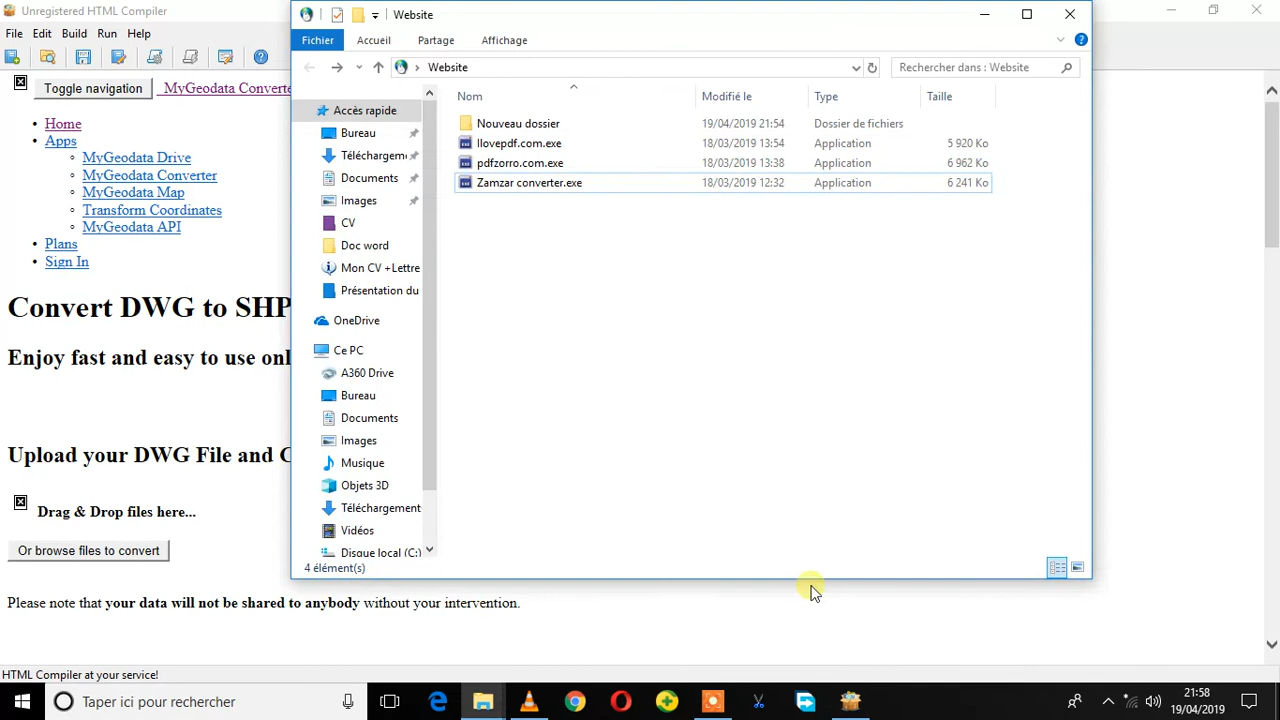 Unregistered HTML Compiler
File Edit Build Run Help
Toggle navigation MyGeodata Converte
Home
Apps
MyGeodata Drive
MyGeodata Converter
MyGeodata Map
Transform Coordinates
MyGeodata API
Plans
Sign In
Convert DWG to SHP
Enjoy fast and easy to use onl
Upload your DWG File and C
Drag & Drop files here...
Or browse files to convert
Please note that your data will not be shared to anybody without your intervention.
HTML Compiler at your service!
Website
Fichier Accueil Partage Affichage
Website
Rechercher dans : Website
Accès rapide
Bureau
Téléchargem
Documents
Images
CV
Doc word
Mon CV +Lettre
Présentation du
OneDrive
Ce PC
A360 Drive
Bureau
Documents
Images
Musique
Objets 3D
Téléchargement
Vidéos
Disque local (C:)
Nom Modifié le Type Taille
Nouveau dossier 19/04/2019 21:54 Dossier de fichiers
Ilovepdf.com.exe 18/03/2019 13:54 Application 5 920 Ko
pdfzorro.com.exe 18/03/2019 13:38 Application 6 962 Ko
Zamzar converter.exe 18/03/2019 12:32 Application 6 241 Ko
4 élément(s)
Taper ici pour rechercher
21:58
19/04/2019